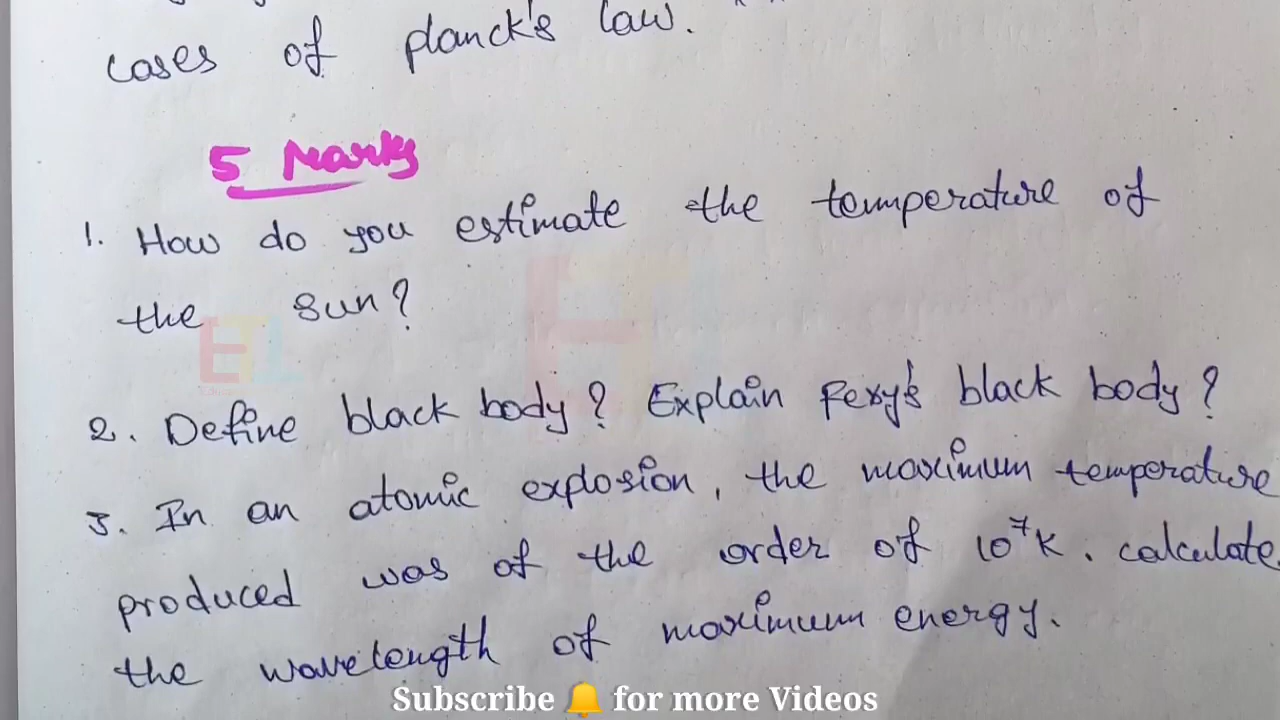 cases of planck's law.
5 Marks
1. How do you estimate the temperature of
the sun?
2. Define black body? Explain Fexy's black body?
3. In an atomic explosion, the maximum temperature
produced was of the order of 10⁷K. calculate
the wavelength of maximum energy.
Subscribe 🔔 for more Videos